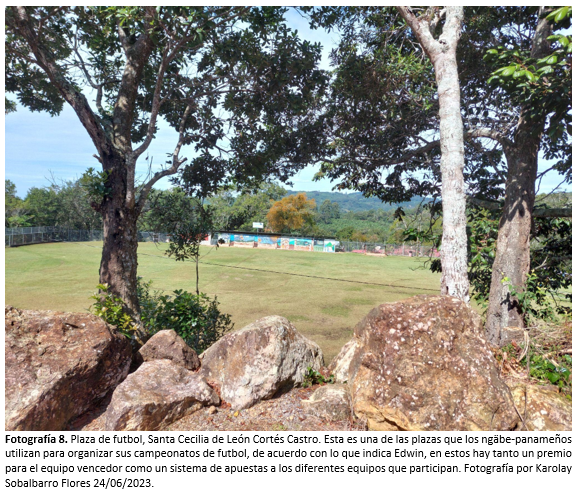 Fotografía 8. Plaza de futbol, Santa Cecilia de León Cortés Castro. Esta es una de las plazas que los ngäbe-panameños
utilizan para organizar sus campeonatos de futbol, de acuerdo con lo que indica Edwin, en estos hay tanto un premio
para el equipo vencedor como un sistema de apuestas a los diferentes equipos que participan. Fotografía por Karolay
Sobalbarro Flores 24/06/2023.